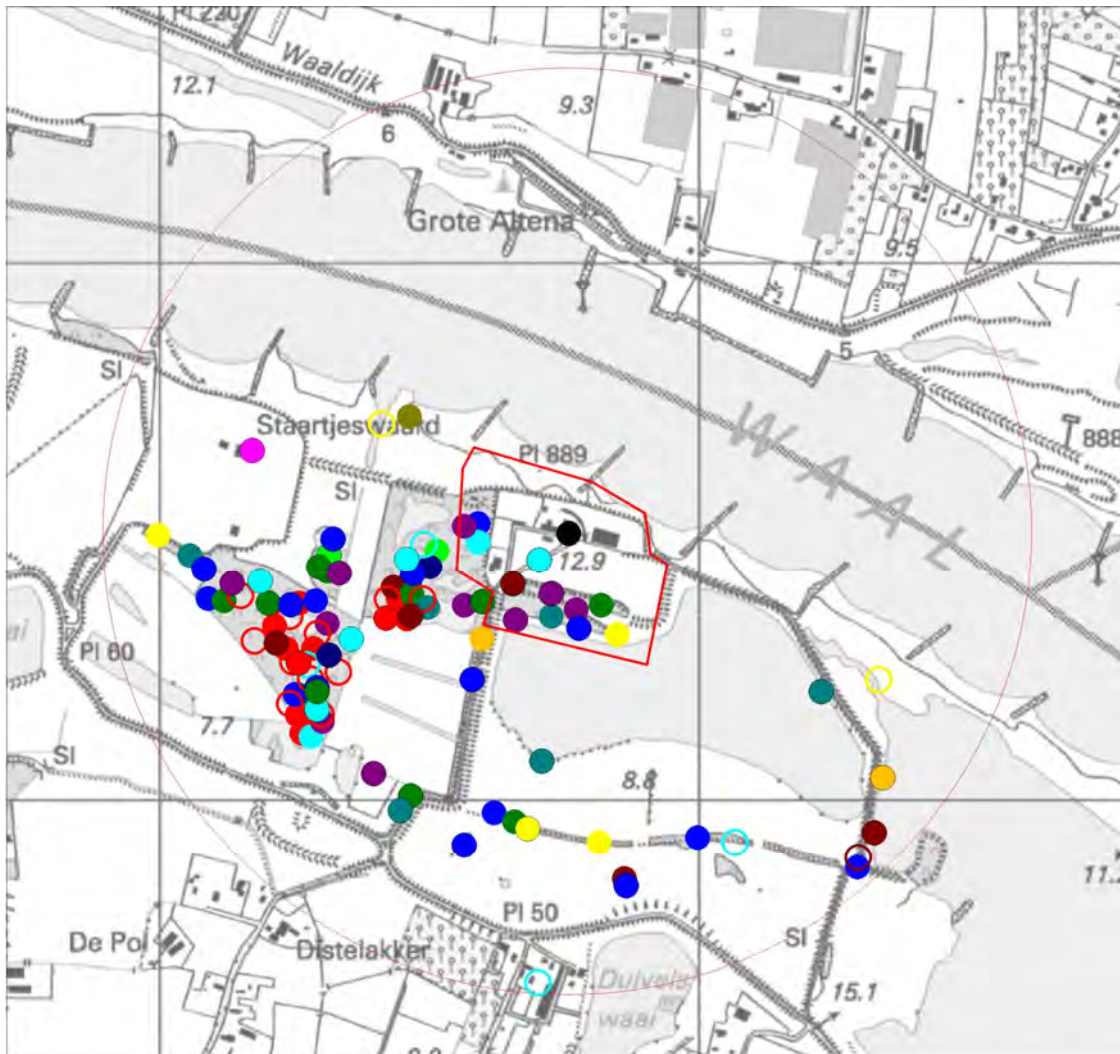 Pl 220
Waaldijk
12.1
9.3
6
Grote Altena
9.5
5
Sl
W A A L
888
Staartjeswaard
Pl 889
Sl
12.9
Pl 60
7.7
Sl
8.8
11.2
Pl 50
De Pol
Distelakker
Sl
Duivels
waai
15.1